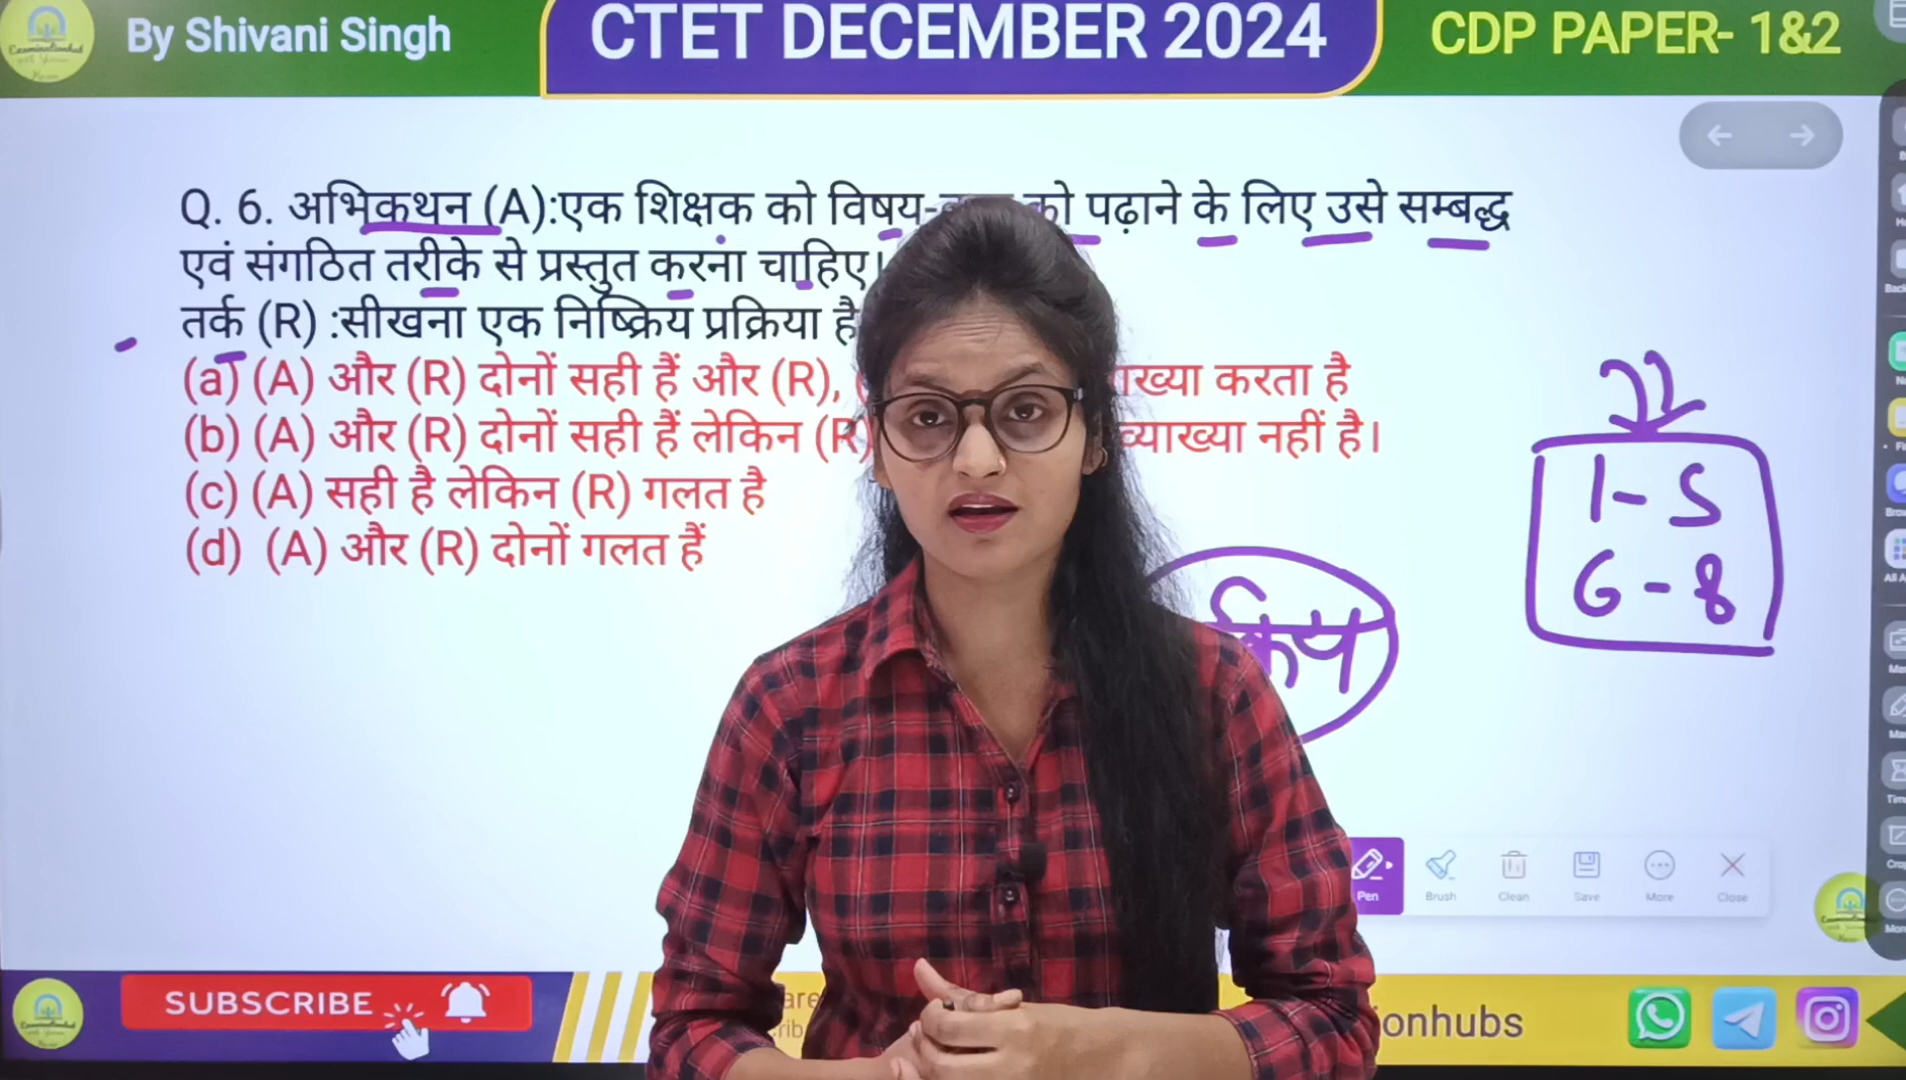 By Shivani Singh
CTET DECEMBER 2024
CDP PAPER- 1&2
Q. 6. अभिकथन (A):एक शिक्षक को विषय- को पढ़ाने के लिए उसे सम्बद्ध
एवं संगठित तरीके से प्रस्तुत करना चाहिए।
तर्क (R) :सीखना एक निष्क्रिय प्रक्रिया है
(a) (A) और (R) दोनों सही हैं और (R), करता है
(b) (A) और (R) दोनों सही हैं लेकिन (R) व्याख्या नहीं है।
(c) (A) सही है लेकिन (R) गलत है
(d) (A) और (R) दोनों गलत हैं
1-5
6-8
Pen
Brush
Clean
Save
More
Close
SUBSCRIBE